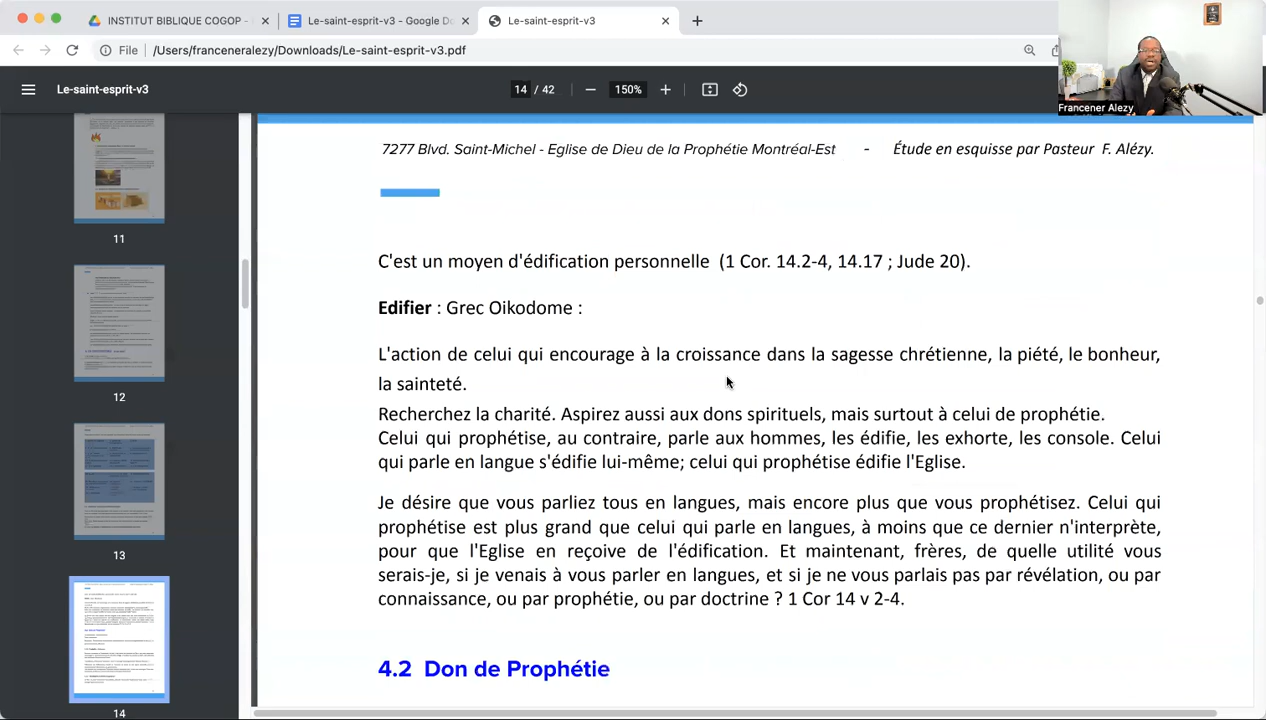 INSTITUT BIBLIQUE COGOP -
Le-saint-esprit-v3 - Google Do
Le-saint-esprit-v3
File
/Users/franceneralezy/Downloads/Le-saint-esprit-v3.pdf
Le-saint-esprit-v3
14 / 42
150%
Francener Alezy
11
12
13
14
7277 Blvd. Saint-Michel - Eglise de Dieu de la Prophétie Montréal-Est - Étude en esquisse par Pasteur F. Alézy.
C'est un moyen d'édification personnelle (1 Cor. 14.2-4, 14.17 ; Jude 20).
Edifier : Grec Oikodome :
L'action de celui qui encourage à la croissance dans la sagesse chrétienne, la piété, le bonheur,
la sainteté.
Recherchez la charité. Aspirez aussi aux dons spirituels, mais surtout à celui de prophétie.
Celui qui prophétise, au contraire, parle aux hommes, les édifie, les exhorte, les console. Celui
qui parle en langue s'édifie lui-même; celui qui prophétise édifie l'Eglise.
Je désire que vous parliez tous en langues, mais encore plus que vous prophétisez. Celui qui
prophétise est plus grand que celui qui parle en langues, à moins que ce dernier n'interprète,
pour que l'Eglise en reçoive de l'édification. Et maintenant, frères, de quelle utilité vous
serais-je, si je venais à vous parler en langues, et si je ne vous parlais pas par révélation, ou par
connaissance, ou par prophétie, ou par doctrine ? 1 Cor 14 v 2-4.
4.2 Don de Prophétie